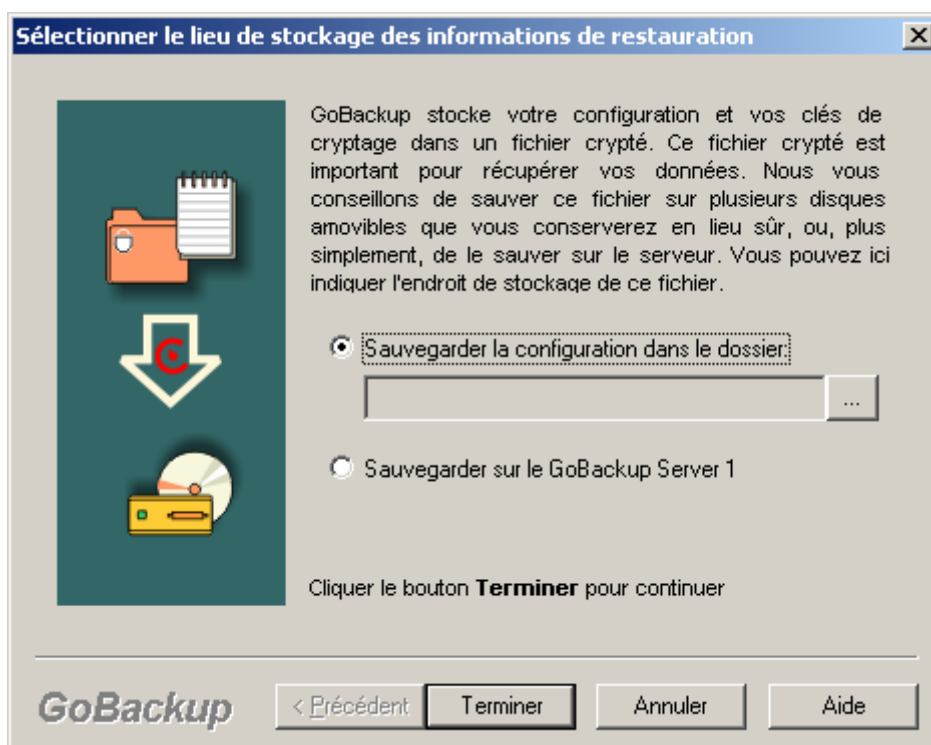 Sélectionner le lieu de stockage des informations de restauration
GoBackup stocke votre configuration et vos clés de
cryptage dans un fichier crypté. Ce fichier crypté est
important pour récupérer vos données. Nous vous
conseillons de sauver ce fichier sur plusieurs disques
amovibles que vous conserverez en lieu sûr, ou, plus
simplement, de le sauver sur le serveur. Vous pouvez ici
indiquer l'endroit de stockage de ce fichier.
Sauvegarder la configuration dans le dossier:
...
Sauvegarder sur le GoBackup Server 1
Cliquer le bouton Terminer pour continuer
GoBackup
< Précédent
Terminer
Annuler
Aide